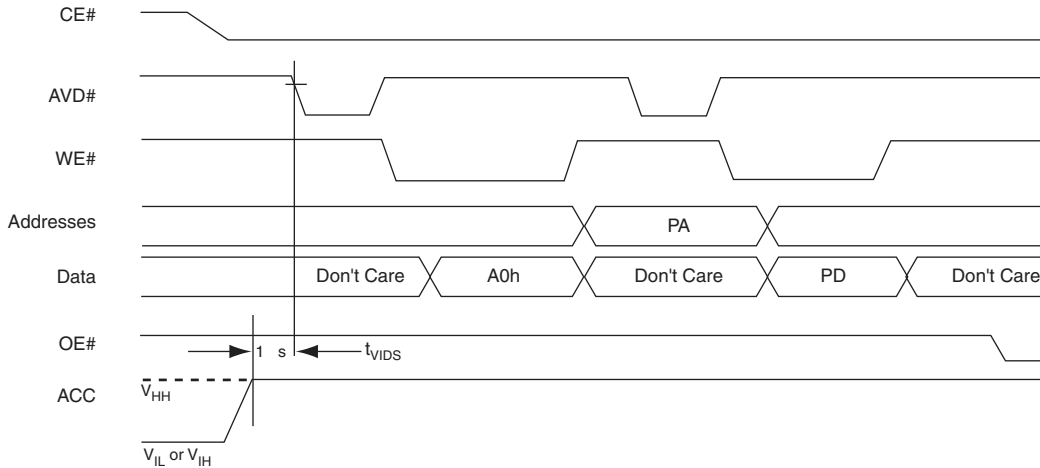 CE#
AVD#
WE#
Addresses PA
Data Don't Care A0h Don't Care PD Don't Care
OE#
1 s tVIDS
ACC
VHH
VIL or VIH